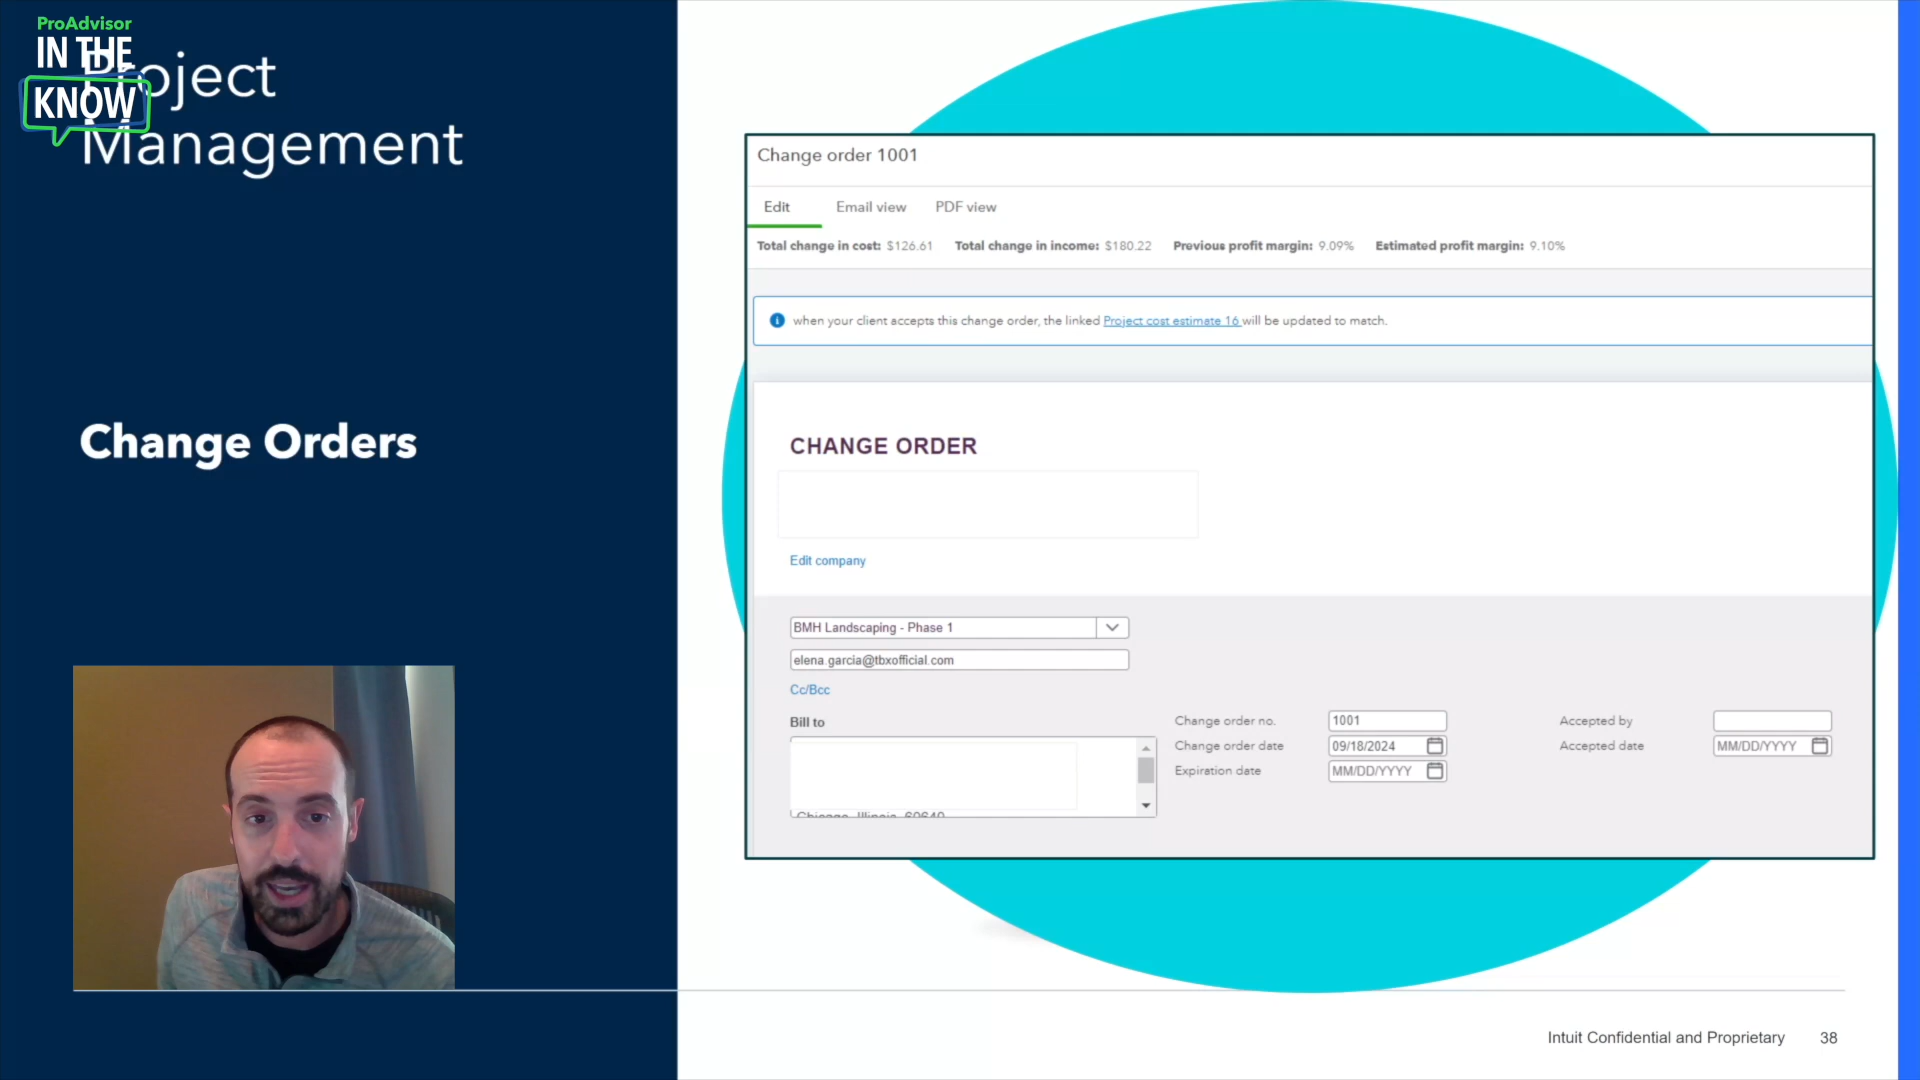 ProAdvisor
IN THE
KNOW
Project
Management
Change Orders
Change order 1001
Edit Email view PDF view
Total change in cost: $126.61 Total change in income: $180.22 Previous profit margin: 9.09% Estimated profit margin: 9.10%
when your client accepts this change order, the linked Project cost estimate 16 will be updated to match.
CHANGE ORDER
Edit company
BMH Landscaping - Phase 1
elena.garcia@tbxofficial.com
Cc/Bcc
Bill to
Chicago, Illinois, 60640
Change order no. 1001
Change order date 09/18/2024
Expiration date MM/DD/YYYY
Accepted by
Accepted date MM/DD/YYYY
Intuit Confidential and Proprietary 38